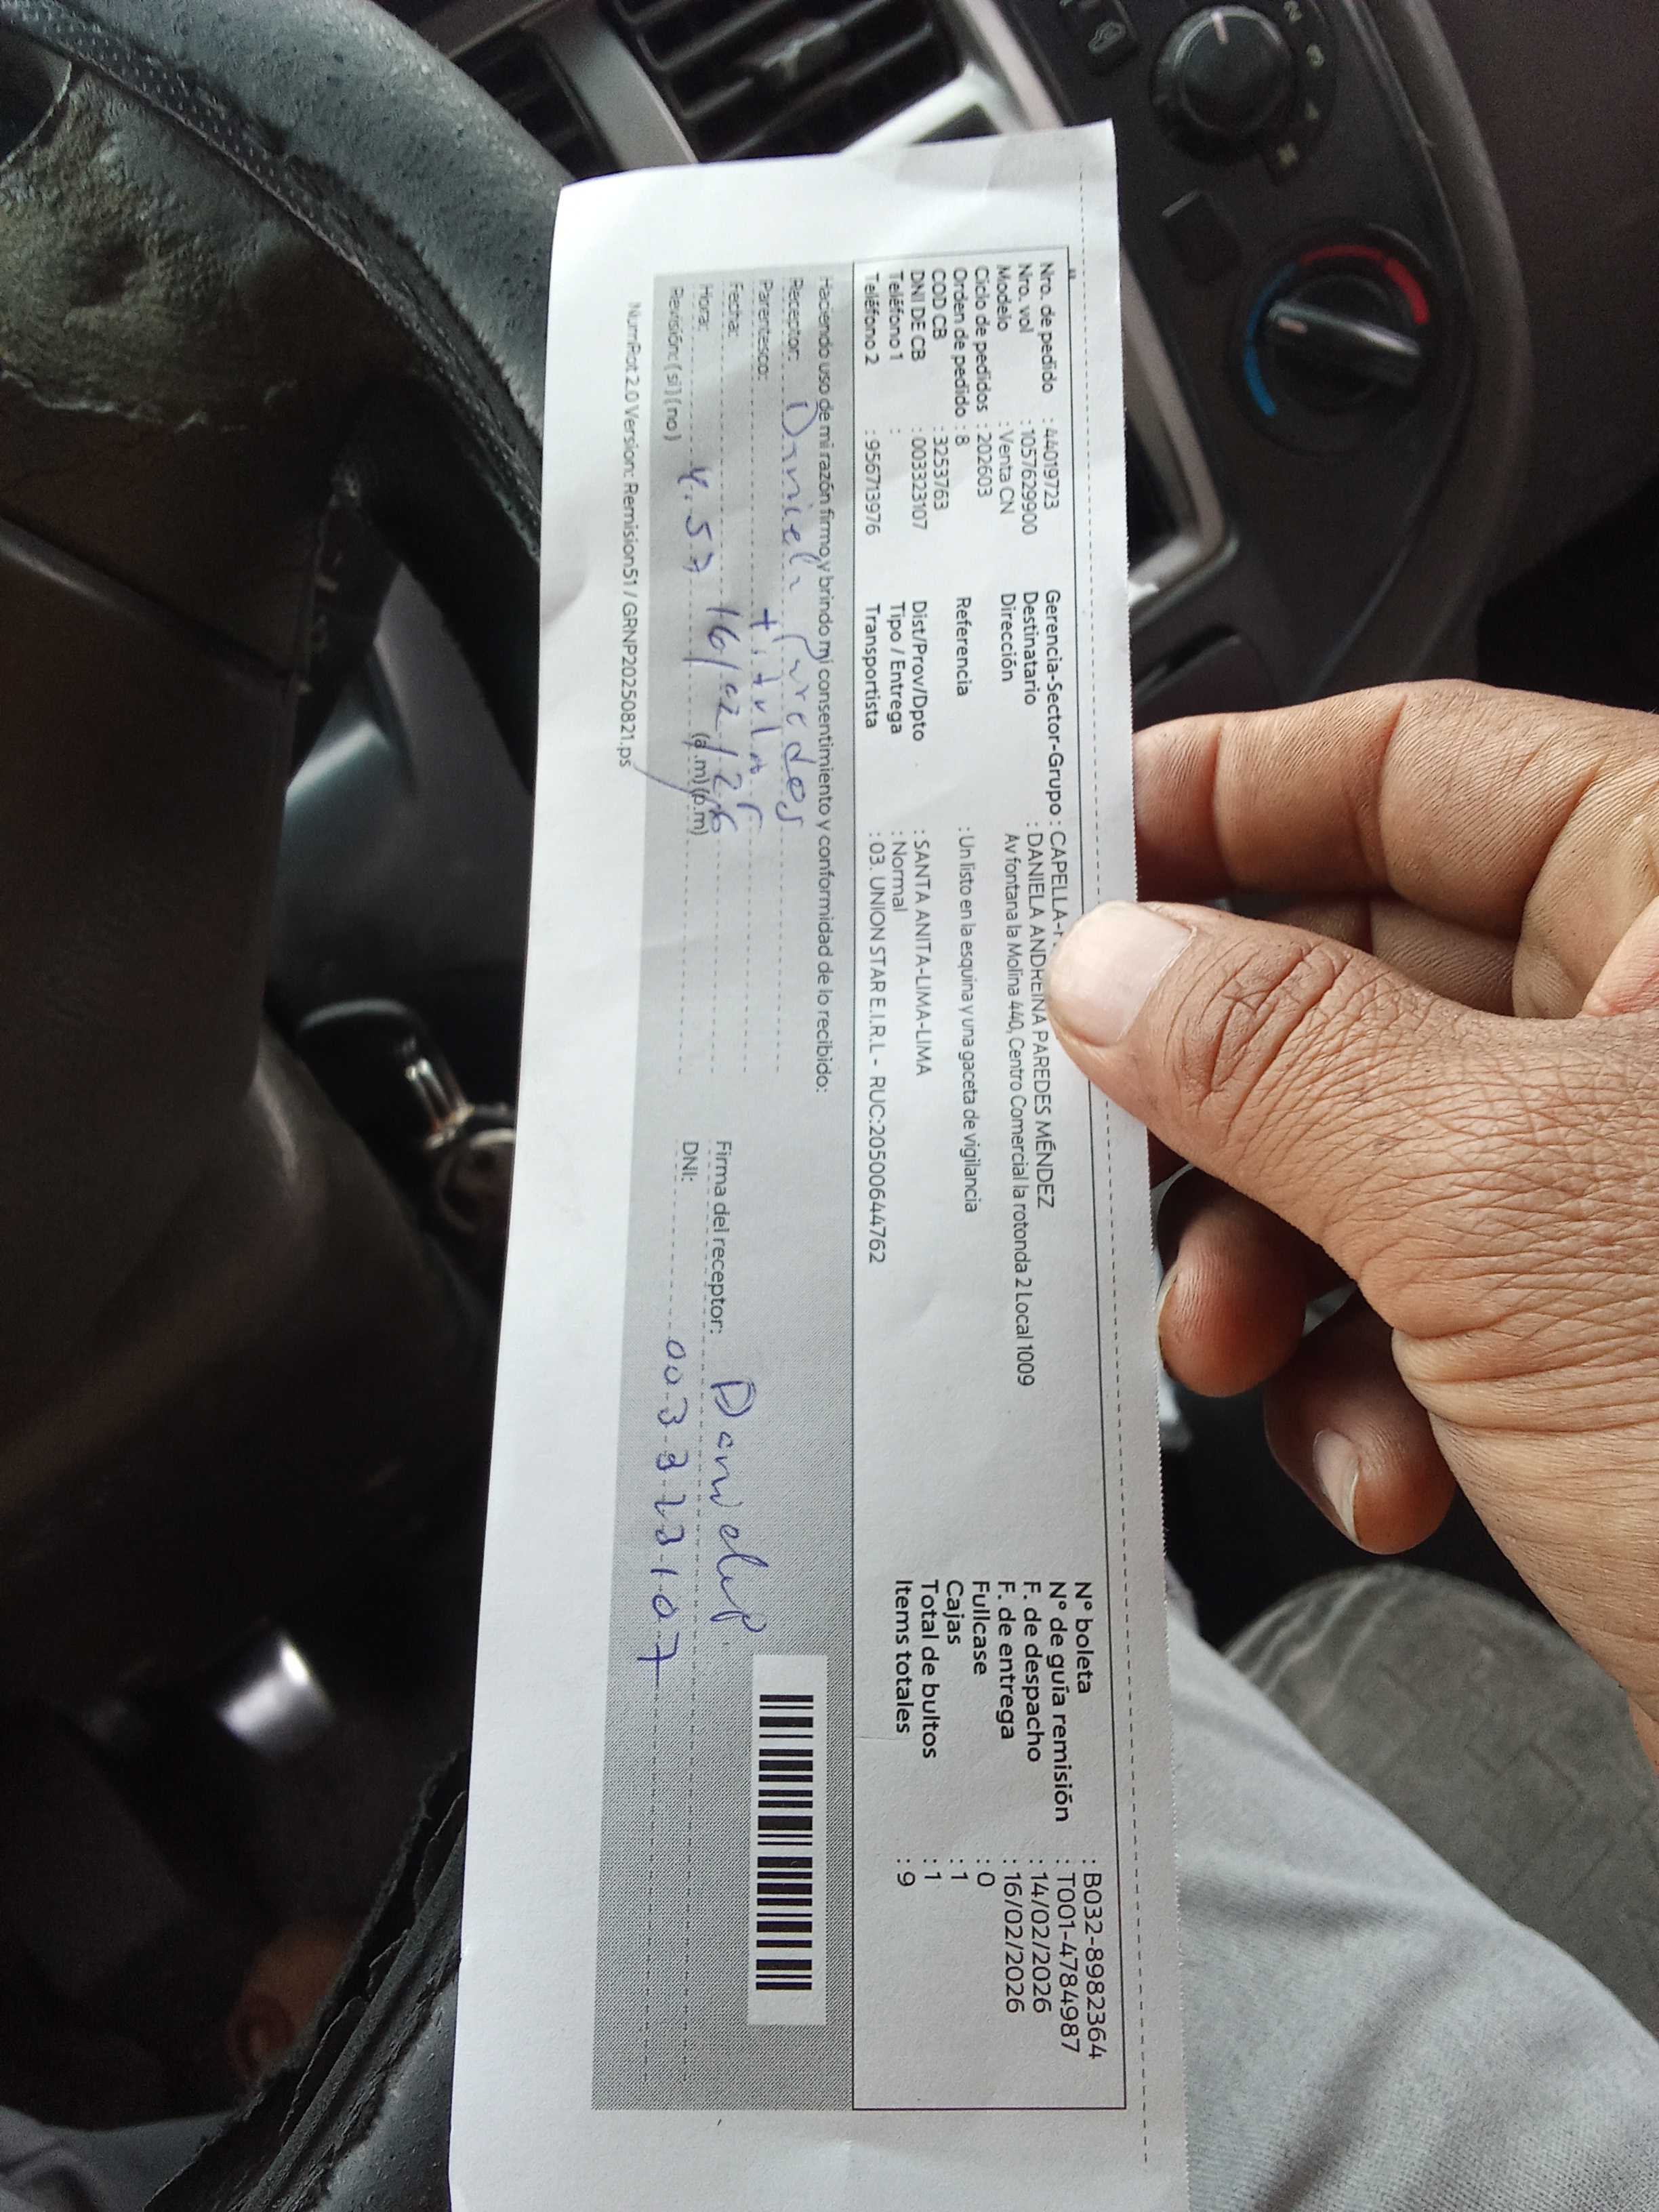 Nro. de pedido : 44019723
Nro. vol : 1057629900
Modelo : Venta CN
Ciclo de pedidos : 202603
Orden de pedido : 8
COD CB : 3253763
DNI DE CB : 003323107
Teléfono 1 :
Teléfono 2 : 956713976
Gerencia-Sector-Grupo : CAPELLA-
Destinatario : DANIELA ANDREINA PAREDES MÉNDEZ
Dirección Av fontana la Molina 440, Centro Comercial la rotonda 2 Local 1009
Referencia : Un listo en la esquina y una gaceta de vigilancia
Dist/Prov/Dpto : SANTA ANITA-LIMA-LIMA
Tipo / Entrega : Normal
Transportista : 03. UNION STAR E.I.R.L - RUC:20500644762
N° boleta : B032-8982364
N° de guía remisión : T001-4784987
F. de despacho : 14/02/2026
F. de entrega : 16/02/2026
Fullcase : 0
Cajas : 1
Total de bultos : 1
Items totales : 9
Haciendo uso de mi razón firmo y brindo mi consentimiento y conformidad de lo recibido:
Receptor: Daniela Paredes
Parentesco: titular
Fecha: 16/02/26
Hora: 4.57 (a.m) (p.m)
Revisión: ( si ) ( no )
Firma del receptor: Daniela P
DNI: 003323107
NumRot 2.0 Version: Remision51 / GRNP20250821.ps